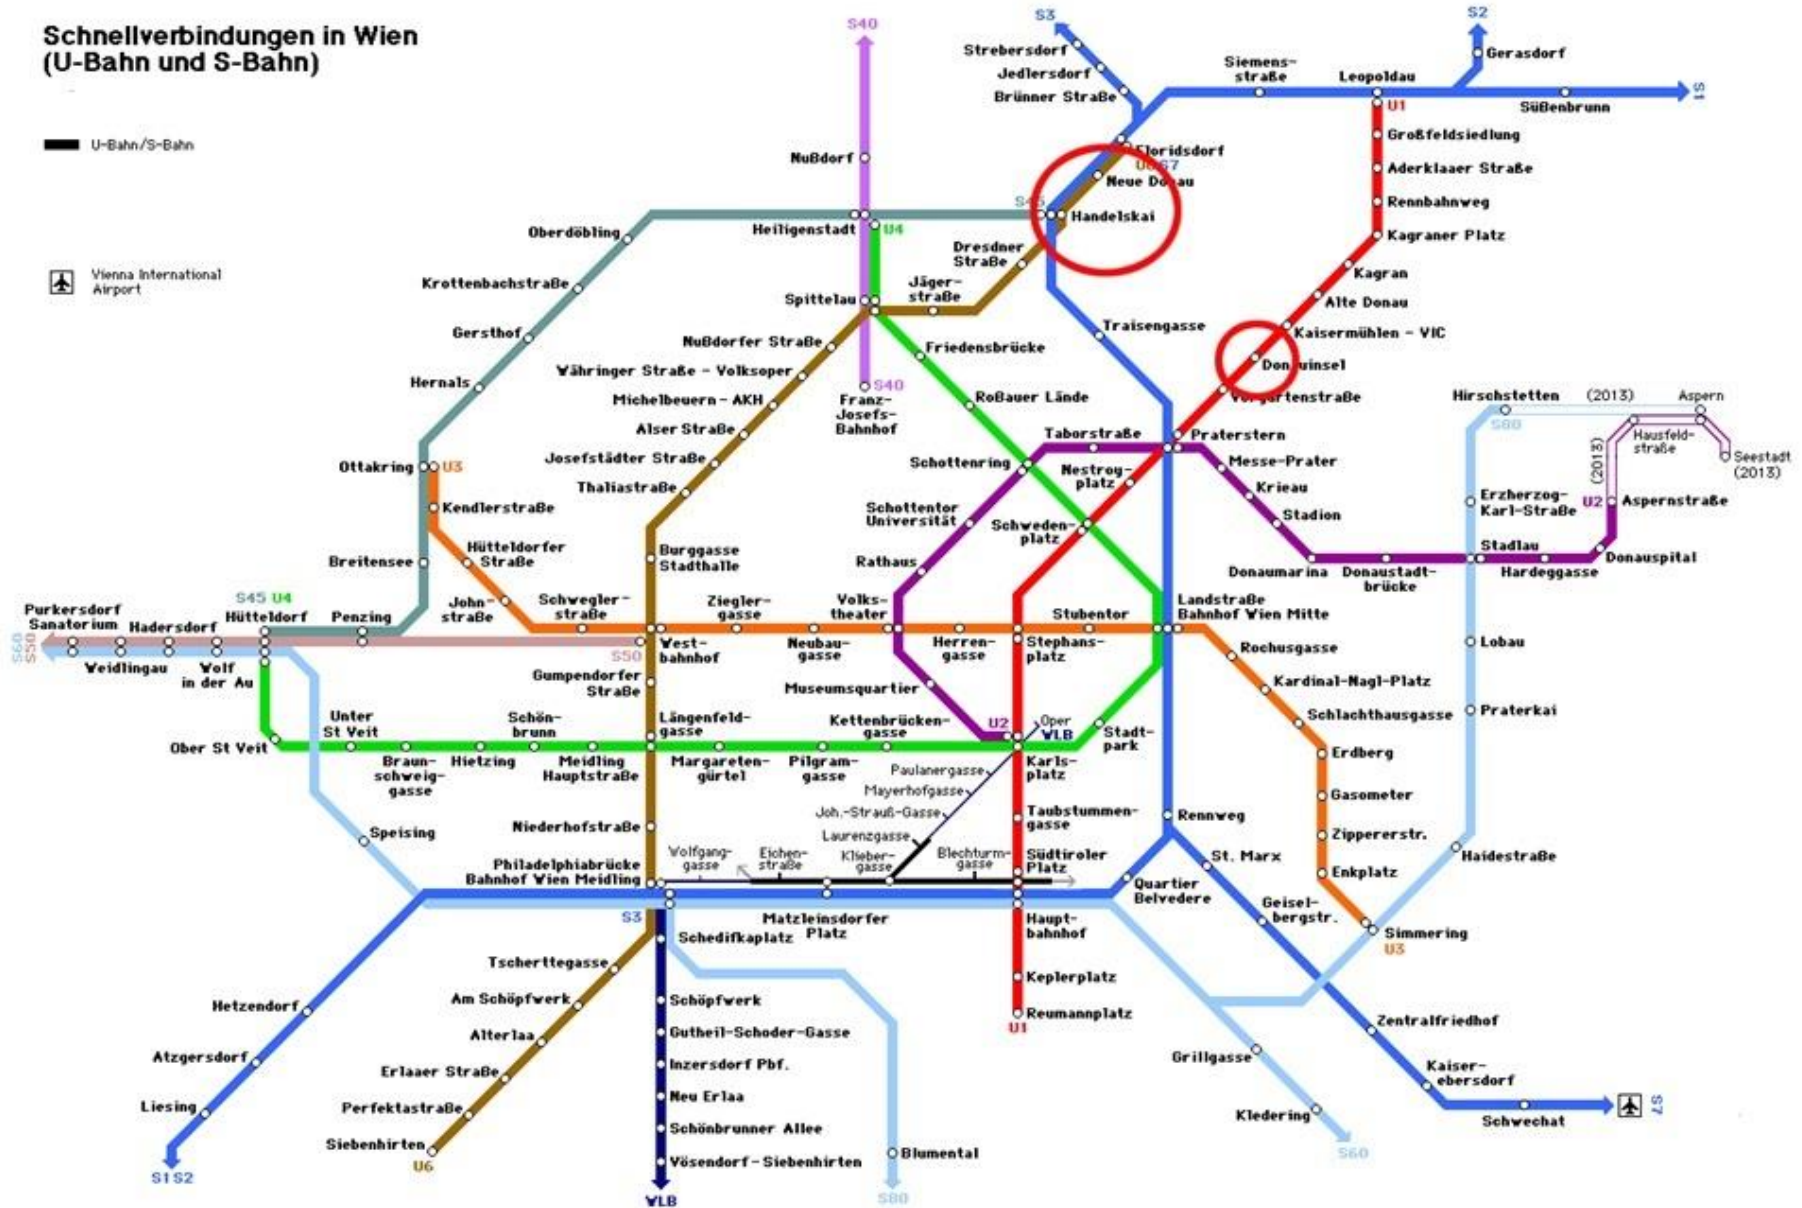 Schnellverbindungen in Wien
(U-Bahn und S-Bahn)
U-Bahn/S-Bahn
Vienna International
Airport
S40
S3
S2
Strebersdorf
Jedlersdorf
Brünner Straße
Siemens-
straße
Leopoldau
Gerasdorf
S1
Süßenbrunn
U1
Großfeldsiedlung
Aderklaaer Straße
Rennbahnweg
Kagraner Platz
Kagran
Alte Donau
Kaisermühlen - VIC
Donauinsel
Vorgartenstraße
Floridsdorf
U6 S7
Neue Donau
Handelskai
S45
Nußdorf
Heiligenstadt
U4
Dresdner
Straße
Jäger-
straße
Spittelau
Oberdöbling
Krottenbachstraße
Gersthof
Hernals
Ottakring
U3
Nußdorfer Straße
Währinger Straße - Volksoper
Michelbeuern - AKH
Alser Straße
Josefstädter Straße
Thaliastraße
S40
Franz-
Josefs-
Bahnhof
Friedensbrücke
Roßauer Lände
Traisengasse
Taborstraße
Praterstern
Schottenring
Nestroy-
platz
Messe-Prater
Krieau
Stadion
Schottentor
Universität
Schweden-
platz
Rathaus
Hirschstetten
(2013)
Aspern
S80
Hausfeld-
straße
Seestadt
(2013)
(2013)
Erzherzog-
Karl-Straße
U2
Aspernstraße
Stadlau
Donauspital
Donaumarina
Donaustadt-
brücke
Hardeggasse
Kendlerstraße
Hütteldorfer
Straße
Breitensee
John-
straße
Burggasse
Stadthalle
Schwegler-
straße
Ziegler-
gasse
Volks-
theater
Stubentor
Landstraße
Bahnhof Wien Mitte
Purkersdorf
Sanatorium
Hadersdorf
S45 U4
Hütteldorf
Penzing
S60
S50
Weidlingau
Wolf
in der Au
S50
West-
bahnhof
Neubau-
gasse
Herren-
gasse
Stephans-
platz
Rochusgasse
Kardinal-Nagl-Platz
Schlachthausgasse
Lobau
Praterkai
Gumpendorfer
Straße
Museumsquartier
Unter
St Veit
Schön-
brunn
Längenfeld-
gasse
Kettenbrücken-
gasse
U2
Oper
WLB
Stadt-
park
Ober St Veit
Braun-
schweig-
gasse
Hietzing
Meidling
Hauptstraße
Margareten-
gürtel
Pilgram-
gasse
Karls-
platz
Erdberg
Gasometer
Zippererstr.
Enkplatz
Paulanergasse
Mayerhofgasse
Joh.-Strauß-Gasse
Laurenzgasse
Taubstummen-
gasse
Rennweg
Speising
Niederhofstraße
Philadelphiabrücke
Bahnhof Wien Meidling
Wolfgang-
gasse
Eichen-
straße
Klieber-
gasse
Blechturm-
gasse
Südtiroler
Platz
St. Marx
Haidestraße
Quartier
Belvedere
Geisel-
bergstr.
Simmering
U3
S3
Matzleinsdorfer
Platz
Haupt-
bahnhof
Schedifkaplatz
Tscherttegasse
Am Schöpfwerk
Alterlaa
Erlaaer Straße
Perfektastraße
Siebenhirten
U6
Keplerplatz
Reumannplatz
U1
Hetzendorf
Atzgersdorf
Liesing
S1 S2
Schöpfwerk
Gutheil-Schoder-Gasse
Inzersdorf Pbf.
Neu Erlaa
Schönbrunner Allee
Vösendorf-Siebenhirten
WLB
Blumental
S80
Zentralfriedhof
Grillgasse
Kaiser-
ebersdorf
Kledering
S60
Schwechat
S7